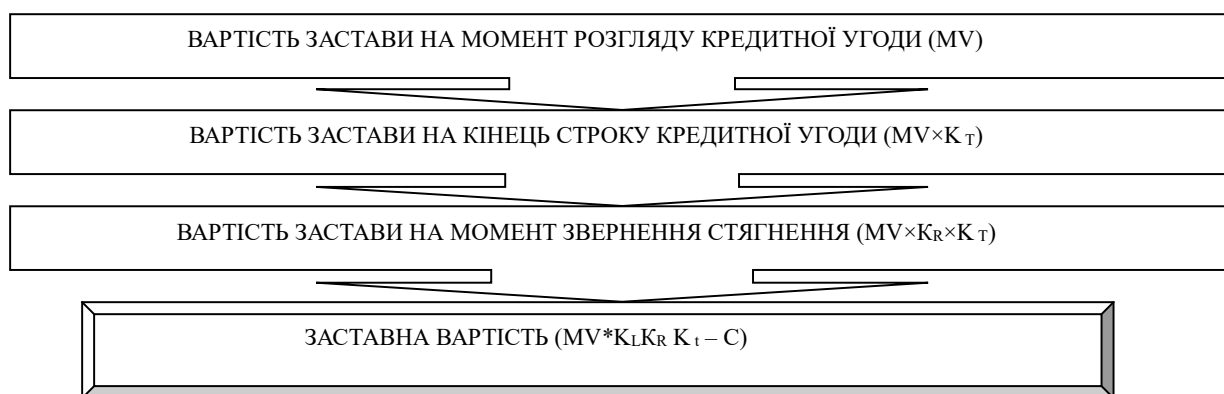 ВАРТІСТЬ ЗАСТАВИ НА МОМЕНТ РОЗГЛЯДУ КРЕДИТНОЇ УГОДИ (MV)
ВАРТІСТЬ ЗАСТАВИ НА КІНЕЦЬ СТРОКУ КРЕДИТНОЇ УГОДИ (MV×K T)
ВАРТІСТЬ ЗАСТАВИ НА МОМЕНТ ЗВЕРНЕННЯ СТЯГНЕННЯ (MV×KR×K T)
ЗАСТАВНА ВАРТІСТЬ (MV*KLKR K t – C)